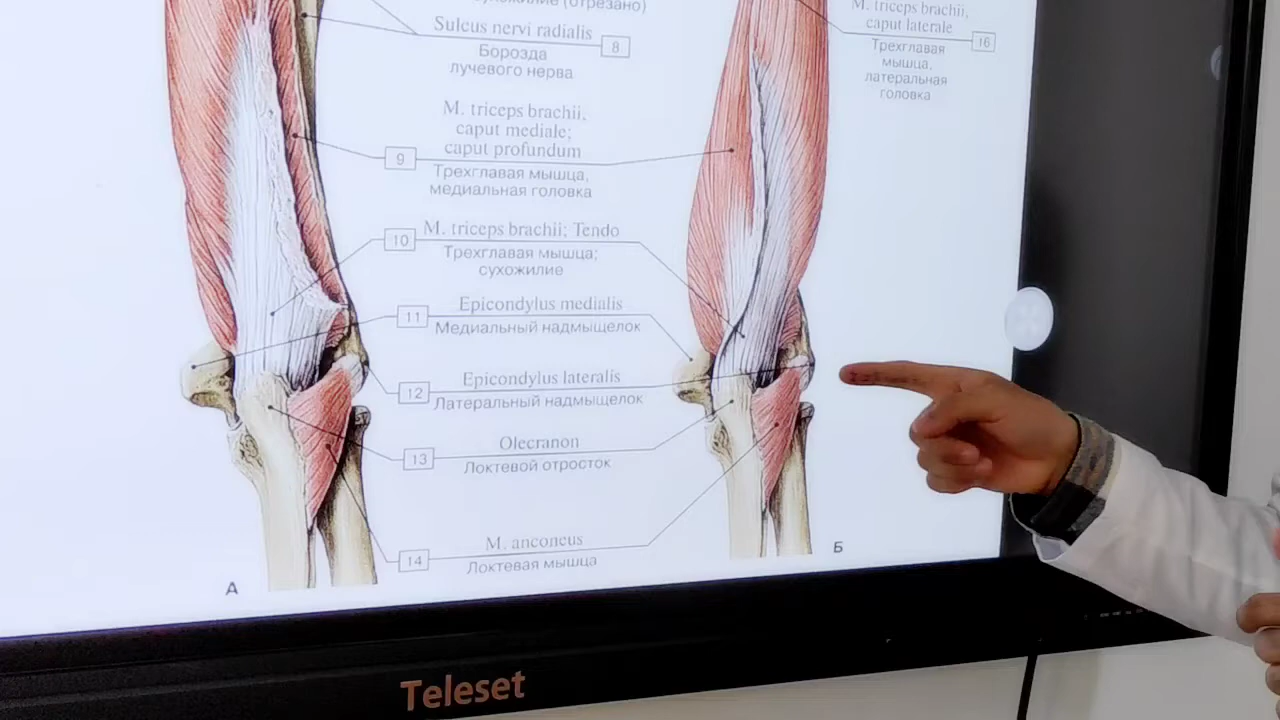 (отрезано)
Sulcus nervi radialis
8
Борозда
лучевого нерва
M. triceps brachii,
caput mediale;
caput profundum
9
Трехглавая мышца,
медиальная головка
M. triceps brachii; Tendo
10
Трехглавая мышца;
сухожилие
Epicondylus medialis
11
Медиальный надмыщелок
Epicondylus lateralis
12
Латеральный надмыщелок
Olecranon
13
Локтевой отросток
M. anconeus
14
Локтевая мышца
M. triceps brachii,
caput laterale
16
Трехглавая
мышца,
латеральная
головка
А
Б
Teleset